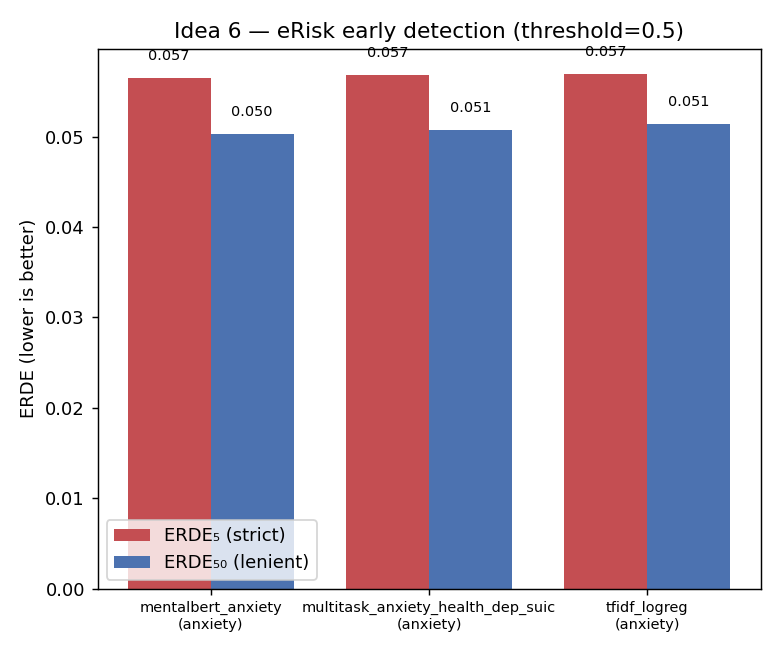 Idea 6 — eRisk early detection (threshold=0.5)
0.057
0.050
0.057
0.051
0.057
0.051
ERDE (lower is better)
0.05
0.04
0.03
0.02
0.01
0.00
ERDE₅ (strict)
ERDE₅₀ (lenient)
mentalbert_anxiety
(anxiety)
multitask_anxiety_health_dep_suic
(anxiety)
tfidf_logreg
(anxiety)